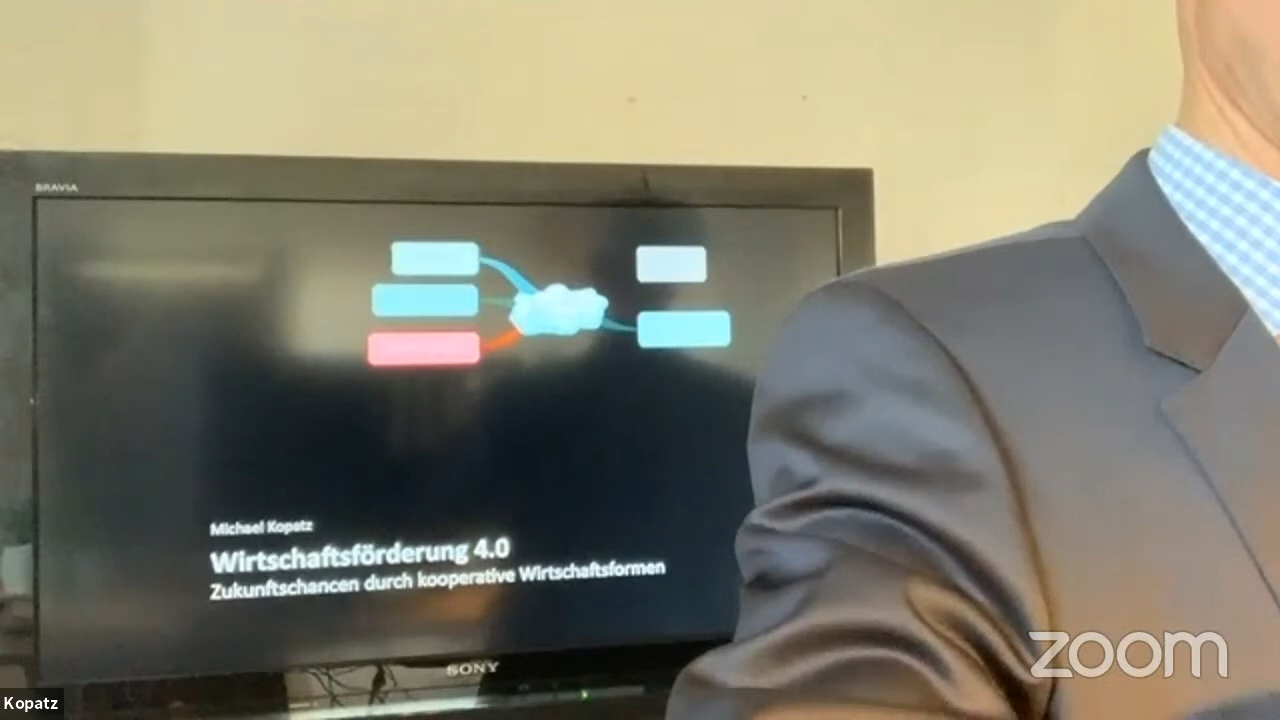 BRAVIA
Michael Kopatz
Wirtschaftsförderung 4.0
Zukunftschancen durch kooperative Wirtschaftsformen
SONY
zoom
Kopatz